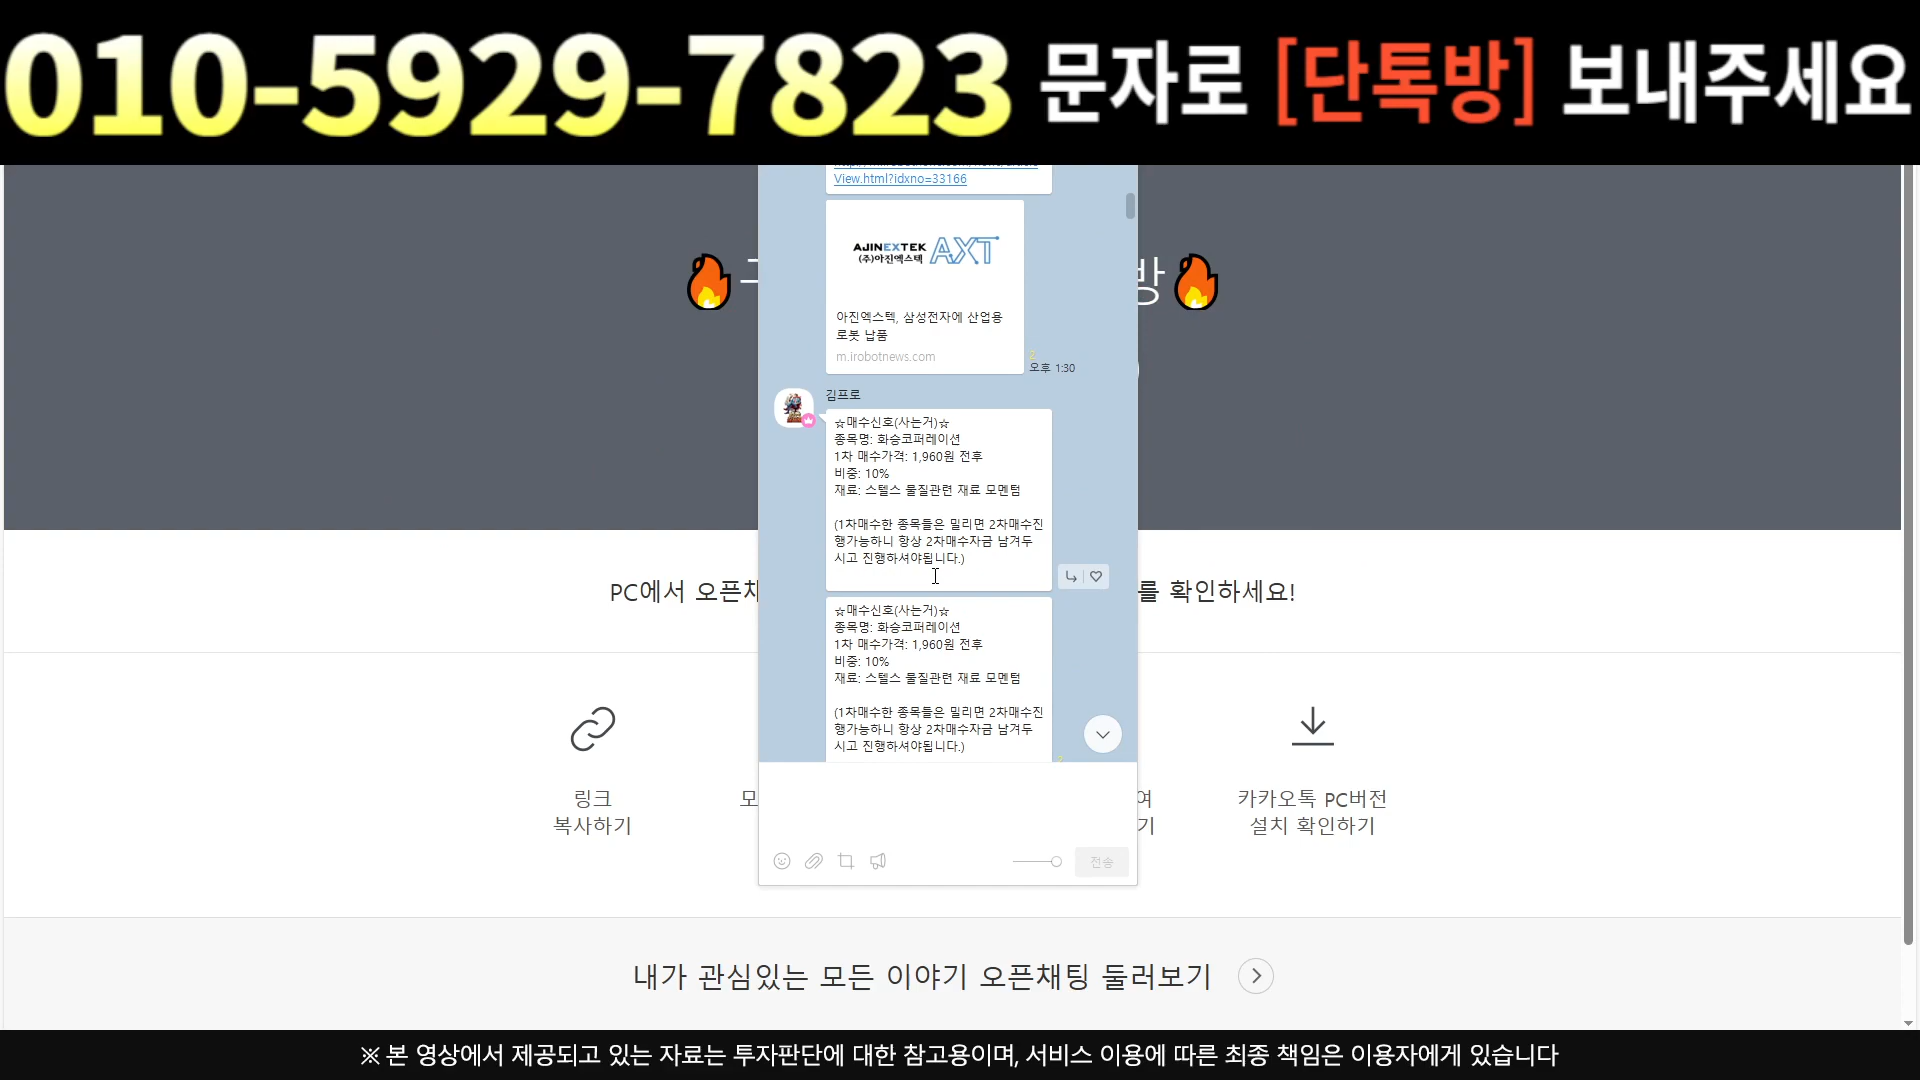 010-5929-7823 문자로 [단톡방] 보내주세요
View.html?idxno=33166
AJINEXTEK AXT
(주)아진엑스텍
방
아진엑스텍, 삼성전자에 산업용
로봇 납품
m.irobotnews.com
2
오후 1:30
김프로
☆매수신호(사는거)☆
종목명: 화승코퍼레이션
1차 매수가격: 1,960원 전후
비중: 10%
재료: 스텔스 물질관련 재료 모멘텀
(1차매수한 종목들은 밀리면 2차매수진
행가능하니 항상 2차매수자금 남겨두
시고 진행하셔야됩니다.)
PC에서 오픈채
를 확인하세요!
☆매수신호(사는거)☆
종목명: 화승코퍼레이션
1차 매수가격: 1,960원 전후
비중: 10%
재료: 스텔스 물질관련 재료 모멘텀
(1차매수한 종목들은 밀리면 2차매수진
행가능하니 항상 2차매수자금 남겨두
시고 진행하셔야됩니다.)
링크
복사하기
모
여
기
카카오톡 PC버전
설치 확인하기
전송
내가 관심있는 모든 이야기 오픈채팅 둘러보기
※ 본 영상에서 제공되고 있는 자료는 투자판단에 대한 참고용이며, 서비스 이용에 따른 최종 책임은 이용자에게 있습니다